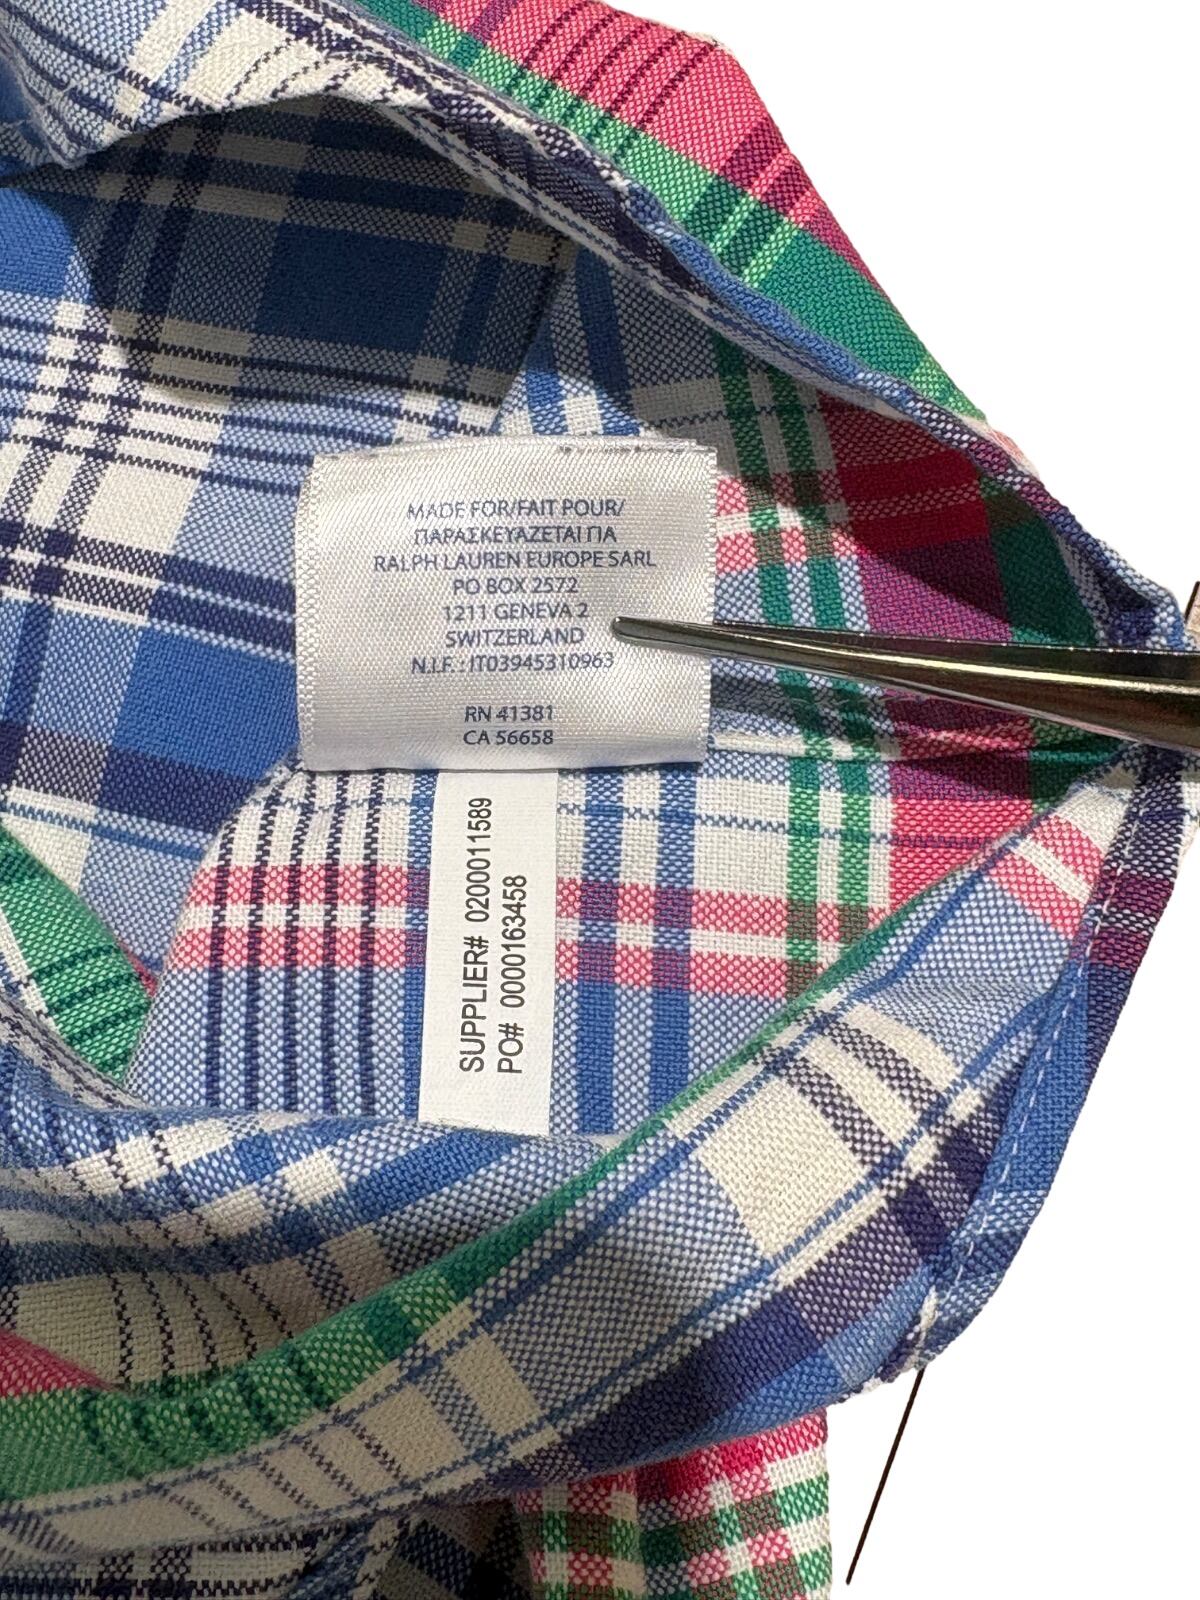 MADE FOR/FAIT POUR/
ΠΑΡΑΣΚΕΥΑΖΕΤΑΙ ΓΙΑ
RALPH LAUREN EUROPE SARL
PO BOX 2572
1211 GENEVA 2
SWITZERLAND
N.I.F. : IT03945310963
RN 41381
CA 56658
SUPPLIER# 0200011589
PO# 0000163458